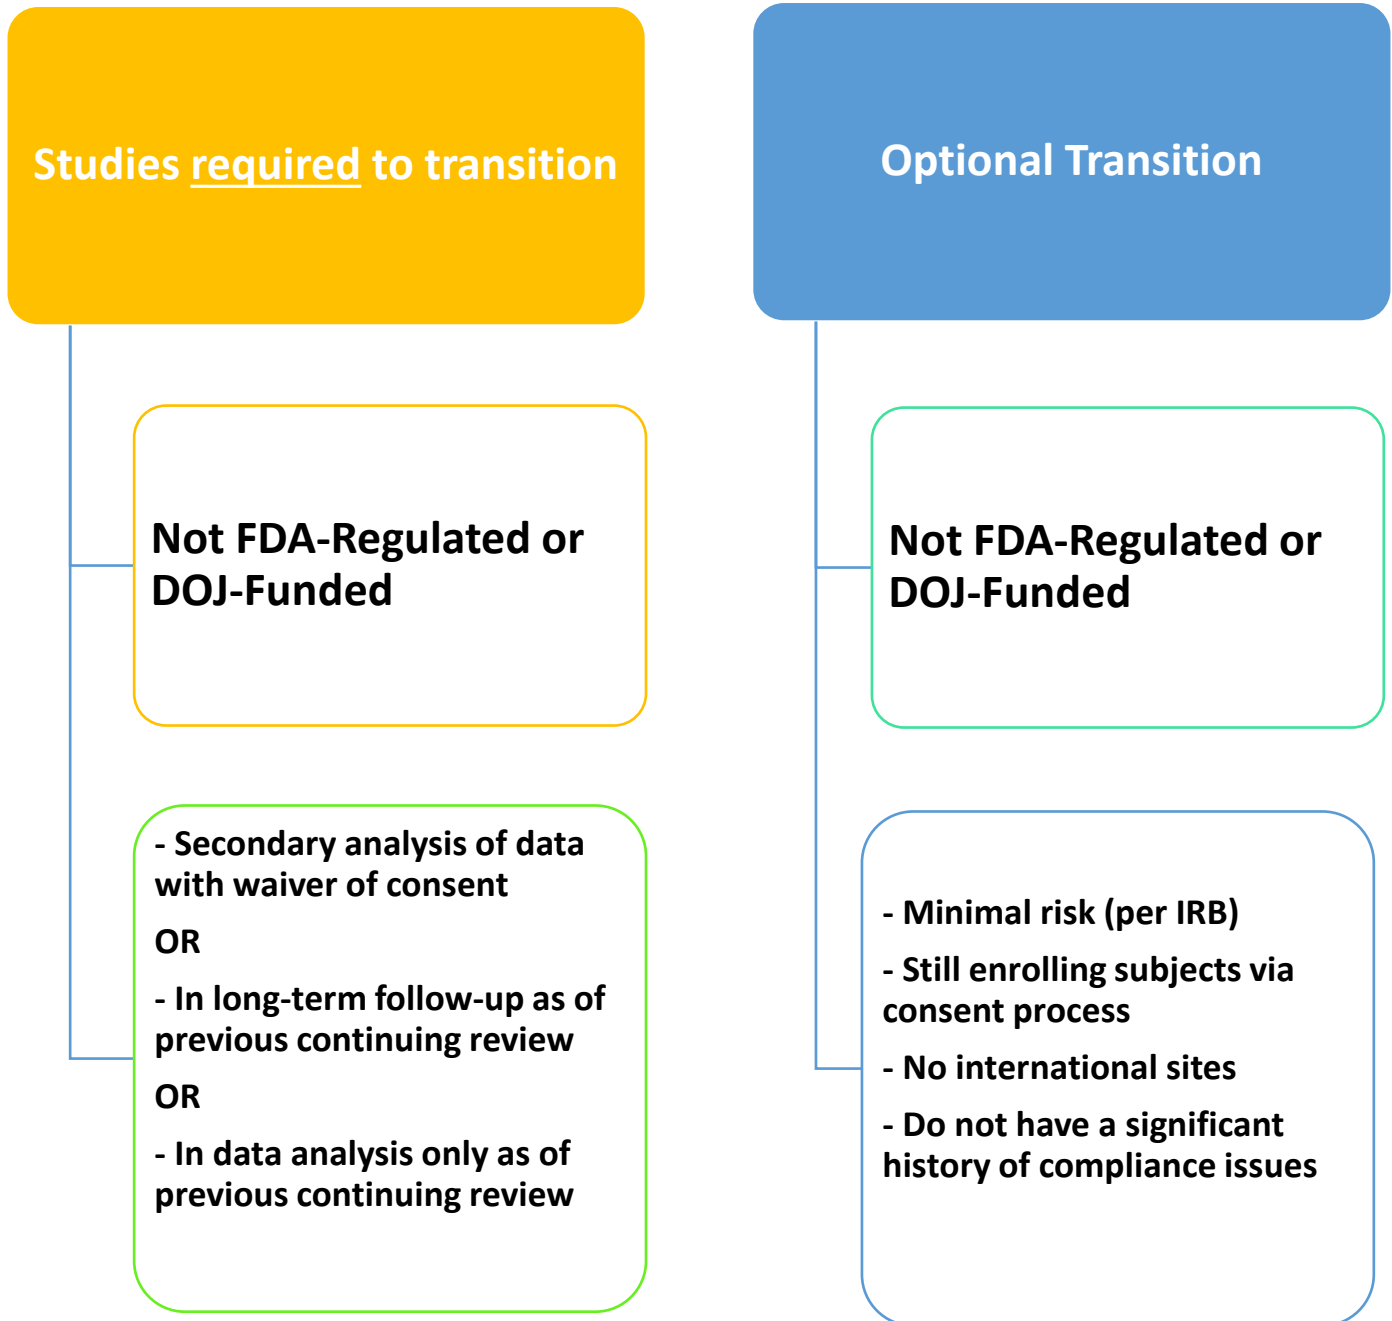 Studies required to transition
Not FDA-Regulated or
DOJ-Funded
- Secondary analysis of data
with waiver of consent
OR
- In long-term follow-up as of
previous continuing review
OR
- In data analysis only as of
previous continuing review
Optional Transition
Not FDA-Regulated or
DOJ-Funded
- Minimal risk (per IRB)
- Still enrolling subjects via
consent process
- No international sites
- Do not have a significant
history of compliance issues